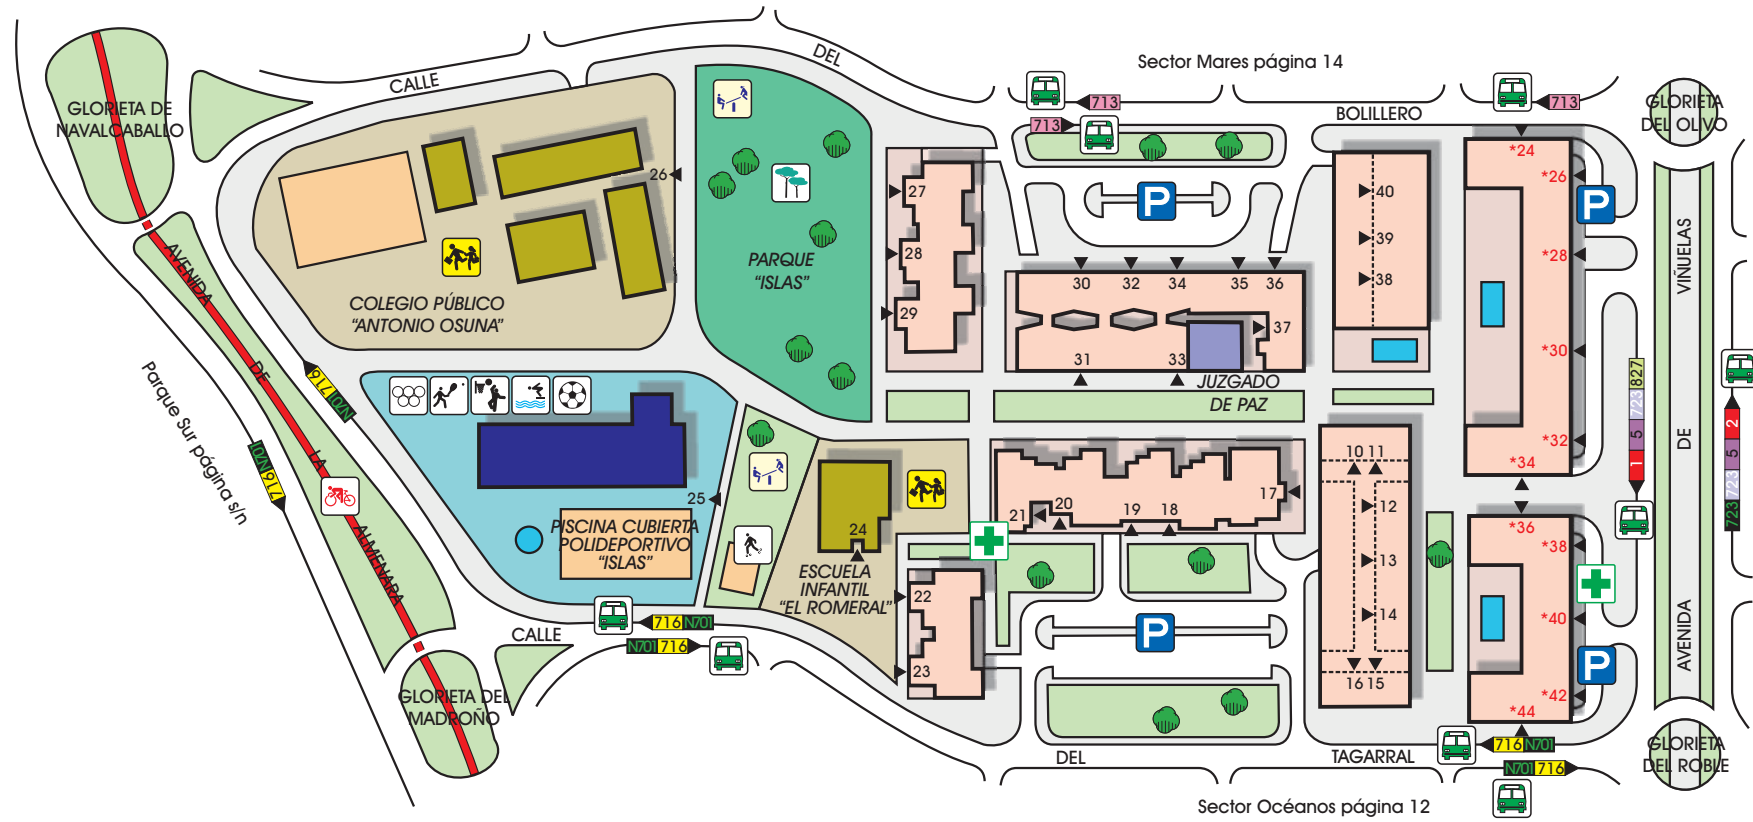 Sector Mares página 14
CALLE
DEL
BOLILLERO
713
713
713
GLORIETA DE
NAVALCABALLO
GLORIETA
DEL OLIVO
*24
*26
*28
*30
*32
*34
26
27
28
29
40
39
38
P
P
COLEGIO PÚBLICO
"ANTONIO OSUNA"
PARQUE
"ISLAS"
30
32
34
35
36
37
31
33
JUZGADO
DE PAZ
AVENIDA
DE
LA
ALMENARA
AVENIDA
DE
VIÑUELAS
Parque Sur página s/n
N701 716
N701 716
1 5 723 827
723 723 5 2
25
PISCINA CUBIERTA
POLIDEPORTIVO
"ISLAS"
24
ESCUELA
INFANTIL
"EL ROMERAL"
21
20
19
18
17
10 11
12
13
14
16 15
22
23
P
P
*36
*38
*40
*42
*44
716 N701
N701 716
CALLE
GLORIETA DEL
MADROÑO
DEL
TAGARRAL
716 N701
N701 716
GLORIETA
DEL ROBLE
Sector Océanos página 12